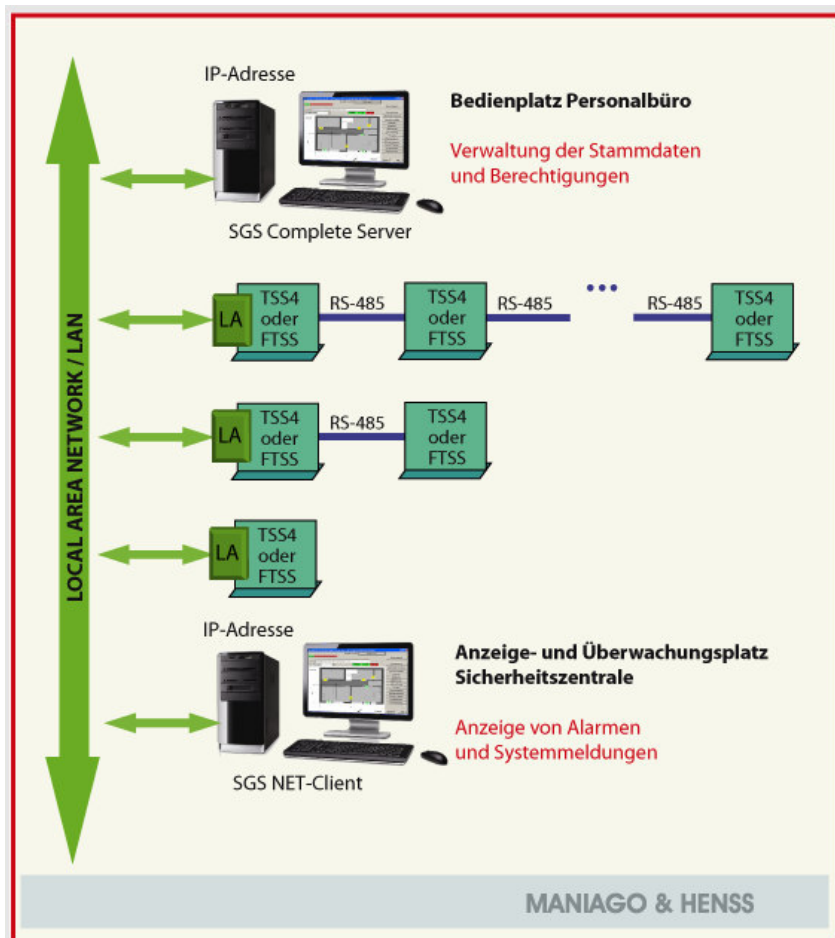 IP-Adresse
Bedienplatz Personalbüro
Verwaltung der Stammdaten
und Berechtigungen
SGS Complete Server
LA
TSS4
oder
FTSS
RS-485
TSS4
oder
FTSS
RS-485
...
RS-485
TSS4
oder
FTSS
LA
TSS4
oder
FTSS
RS-485
TSS4
oder
FTSS
LA
TSS4
oder
FTSS
LOCAL AREA NETWORK / LAN
IP-Adresse
Anzeige- und Überwachungsplatz
Sicherheitszentrale
Anzeige von Alarmen
und Systemmeldungen
SGS NET-Client
MANIAGO & HENSS